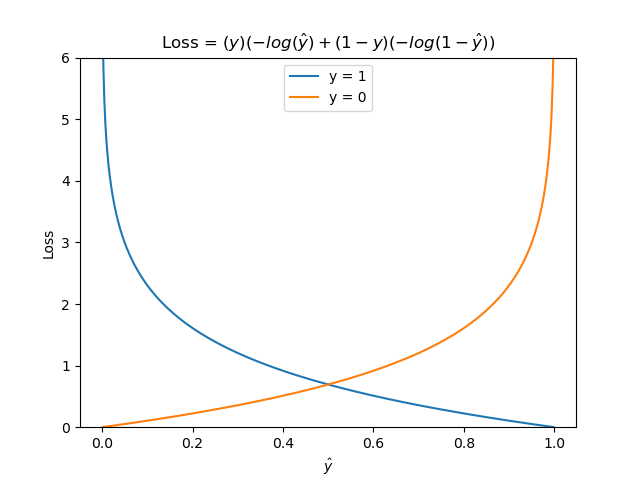 Loss = (y)(−log(ŷ) + (1 − y)(−log(1 − ŷ))
y = 1
y = 0
6
5
4
3
2
1
0
Loss
0.0 0.2 0.4 0.6 0.8 1.0
ŷ